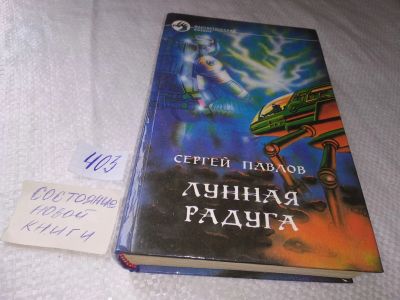 СЕРГЕЙ ПАВЛОВ
ЛУННАЯ
РАДУГА
403
СОСТОЯНИЕ
НОВОЙ
КНИГИ